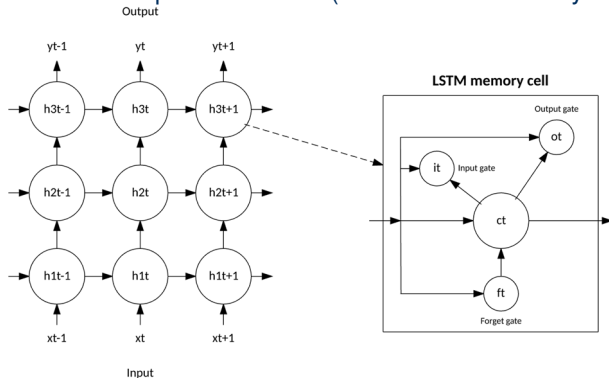 Output
yt-1 yt yt+1
h3t-1 h3t h3t+1
h2t-1 h2t h2t+1
h1t-1 h1t h1t+1
xt-1 xt xt+1
Input
LSTM memory cell
Output gate
ot
it Input gate
ct
ft
Forget gate